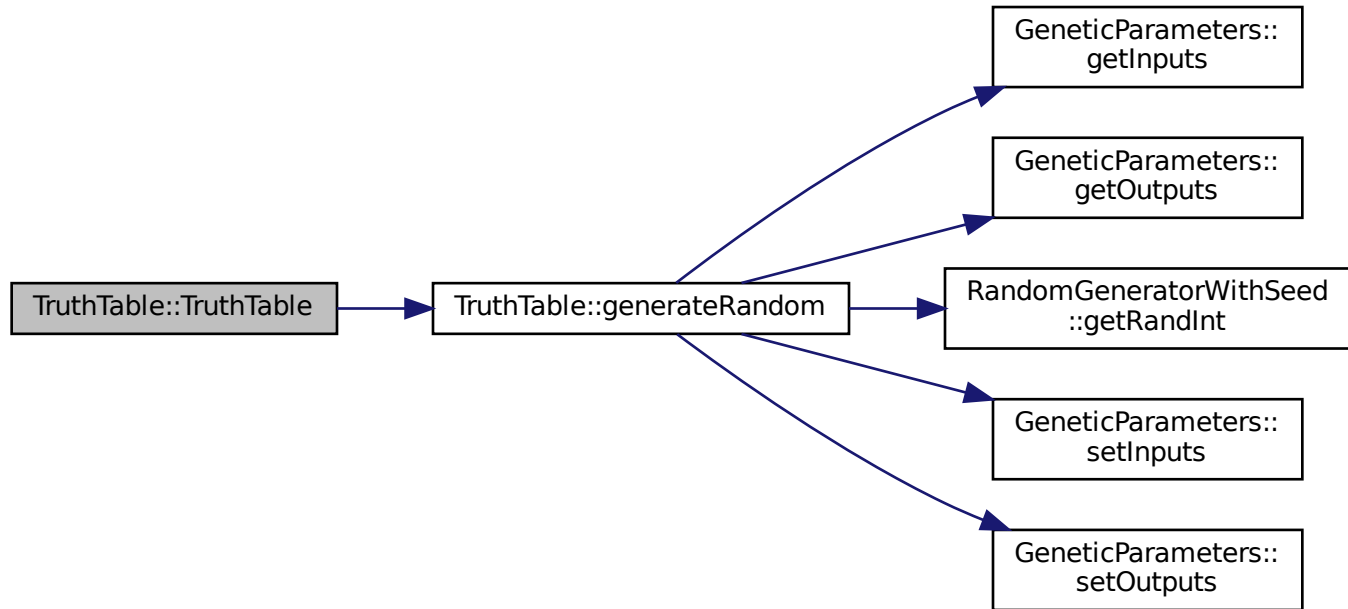 GeneticParameters::
getInputs
GeneticParameters::
getOutputs
TruthTable::TruthTable
TruthTable::generateRandom
RandomGeneratorWithSeed
::getRandInt
GeneticParameters::
setInputs
GeneticParameters::
setOutputs